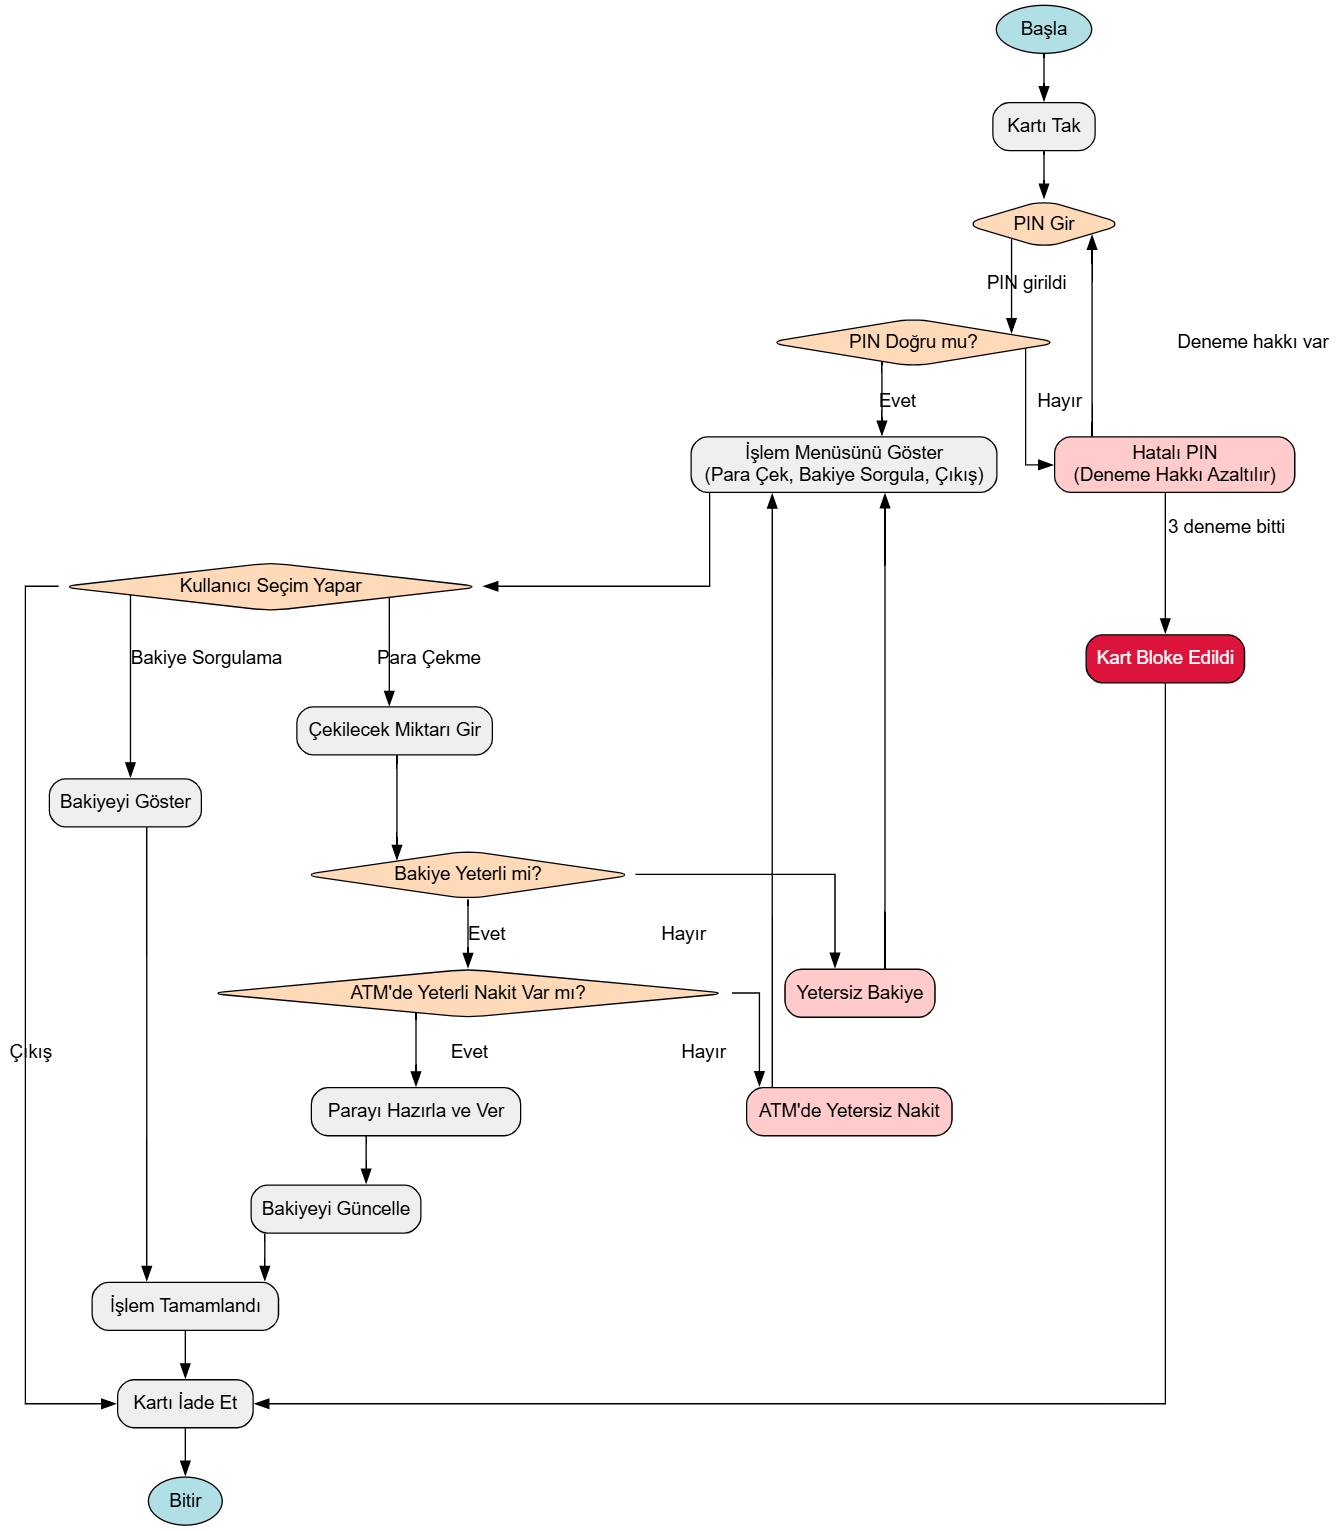 Başla
Kartı Tak
PIN Gir
PIN girildi
PIN Doğru mu?
Deneme hakkı var
Evet
Hayır
İşlem Menüsünü Göster
(Para Çek, Bakiye Sorgula, Çıkış)
Hatalı PIN
(Deneme Hakkı Azaltılır)
3 deneme bitti
Kullanıcı Seçim Yapar
Bakiye Sorgulama
Para Çekme
Kart Bloke Edildi
Çekilecek Miktarı Gir
Bakiyeyi Göster
Bakiye Yeterli mi?
Evet
Hayır
ATM'de Yeterli Nakit Var mı?
Yetersiz Bakiye
Çıkış
Evet
Hayır
Parayı Hazırla ve Ver
ATM'de Yetersiz Nakit
Bakiyeyi Güncelle
İşlem Tamamlandı
Kartı İade Et
Bitir